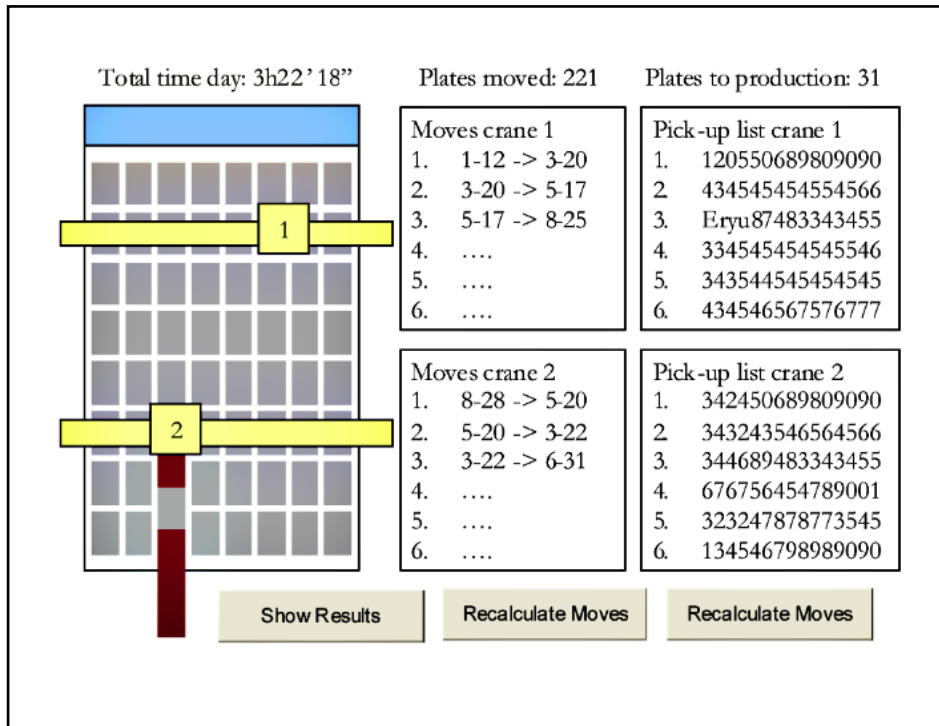 Total time day: 3h22’18”
Plates moved: 221
Plates to production: 31
Moves crane 1
1. 1-12 -> 3-20
2. 3-20 -> 5-17
3. 5-17 -> 8-25
4. ....
5. ....
6. ....
Pick-up list crane 1
1. 120550689809090
2. 434545454554566
3. Eryu87483343455
4. 334545454545546
5. 343544545454545
6. 434546567576777
1
Moves crane 2
1. 8-28 -> 5-20
2. 5-20 -> 3-22
3. 3-22 -> 6-31
4. ....
5. ....
6. ....
Pick-up list crane 2
1. 342450689809090
2. 343243546564566
3. 344689483343455
4. 676756454789001
5. 323247878773545
6. 134546798989090
2
Show Results
Recalculate Moves
Recalculate Moves